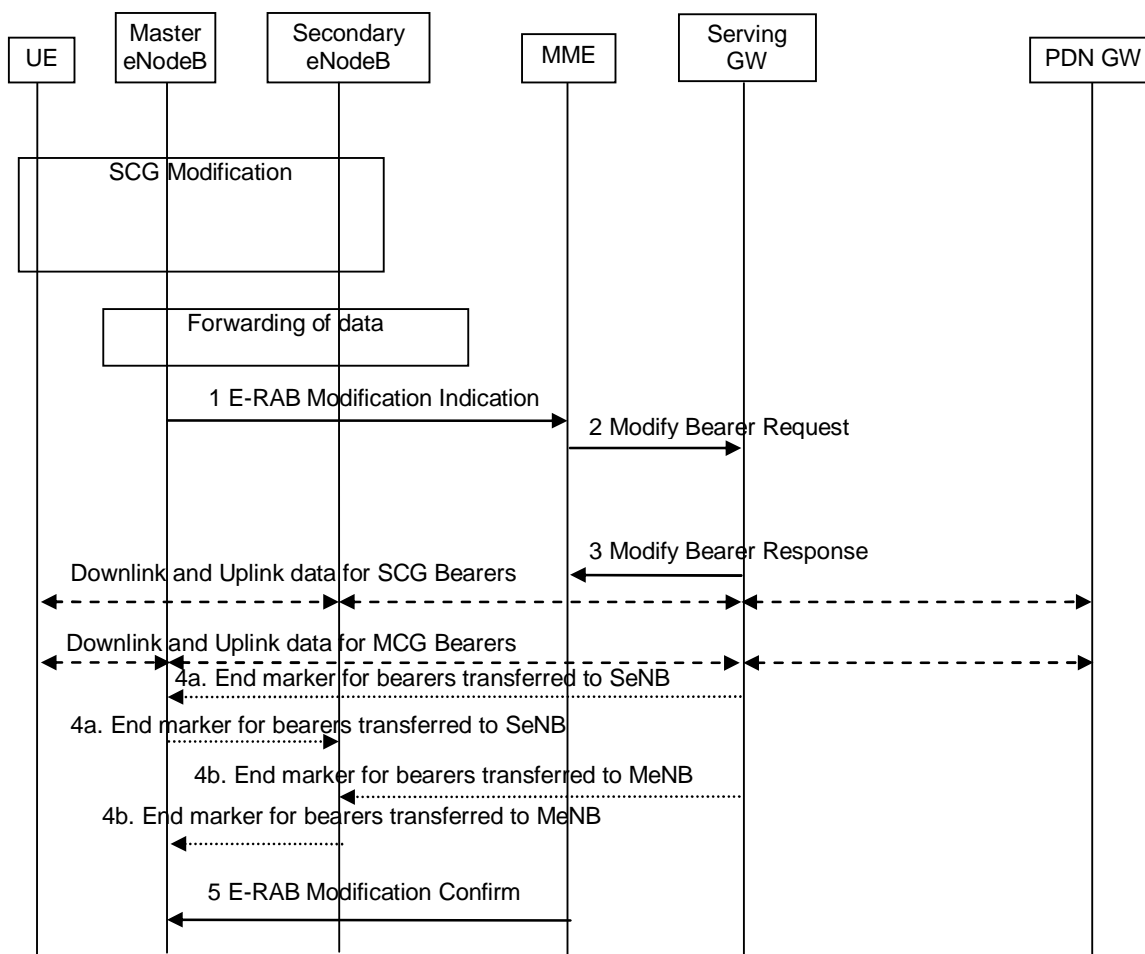 UE
Master
eNodeB
Secondary
eNodeB
MME
Serving
GW
PDN GW
SCG Modification
Forwarding of data
1 E-RAB Modification Indication
2 Modify Bearer Request
3 Modify Bearer Response
Downlink and Uplink data for SCG Bearers
Downlink and Uplink data for MCG Bearers
4a. End marker for bearers transferred to SeNB
4a. End marker for bearers transferred to SeNB
4b. End marker for bearers transferred to MeNB
4b. End marker for bearers transferred to MeNB
5 E-RAB Modification Confirm